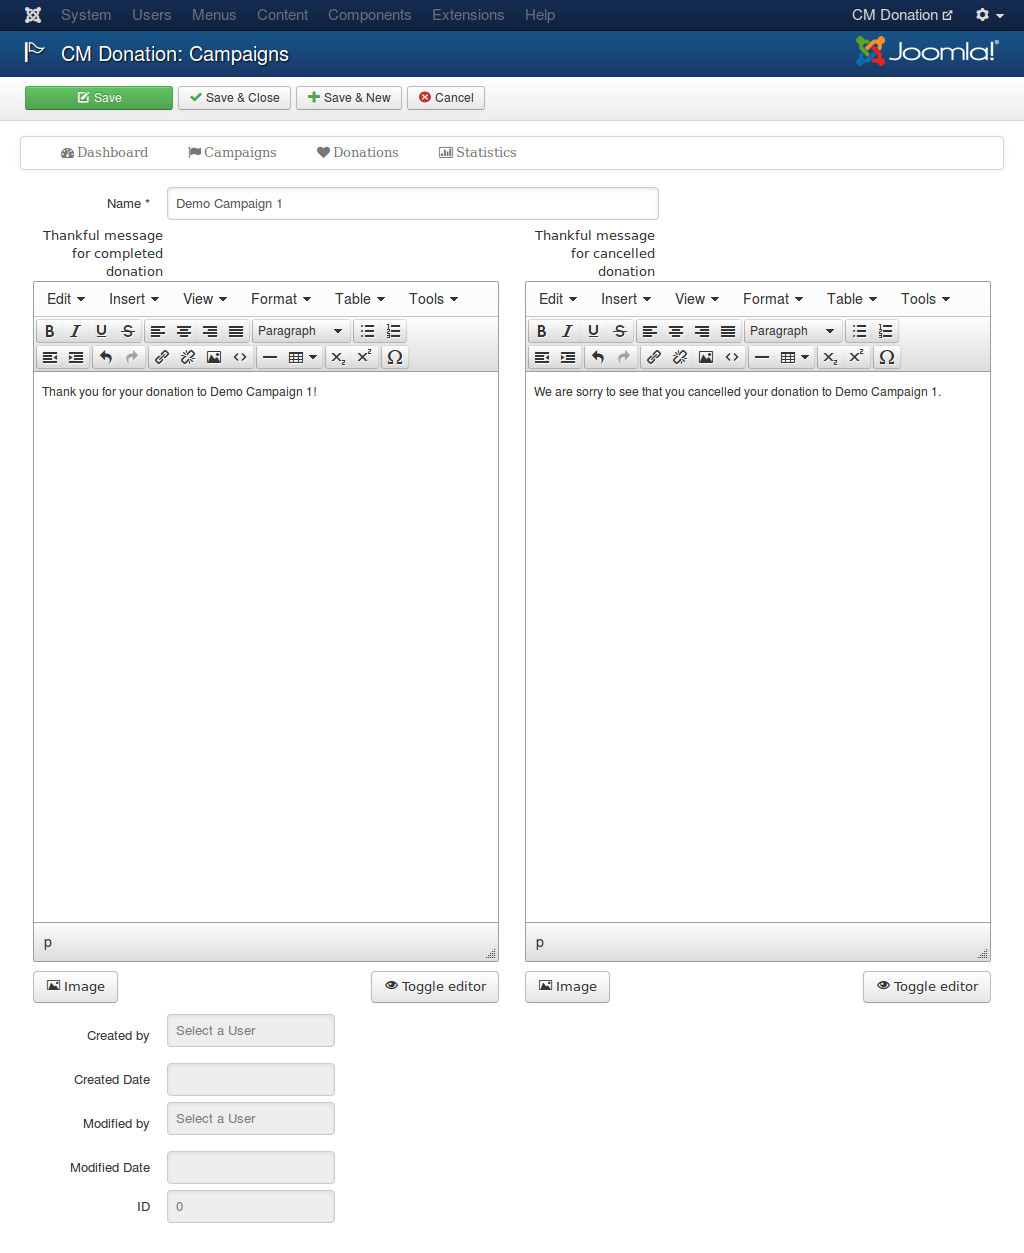 System Users Menus Content Components Extensions Help CM Donation
CM Donation: Campaigns Joomla!®
Save Save & Close Save & New Cancel
Dashboard Campaigns Donations Statistics
Name * Demo Campaign 1
Thankful message
for completed
donation
Thankful message
for cancelled
donation
Edit Insert View Format Table Tools
B I U S Paragraph
x₂ x² Ω
Thank you for your donation to Demo Campaign 1!
p
Image Toggle editor
Edit Insert View Format Table Tools
B I U S Paragraph
x₂ x² Ω
We are sorry to see that you cancelled your donation to Demo Campaign 1.
p
Image Toggle editor
Created by Select a User
Created Date
Modified by Select a User
Modified Date
ID 0